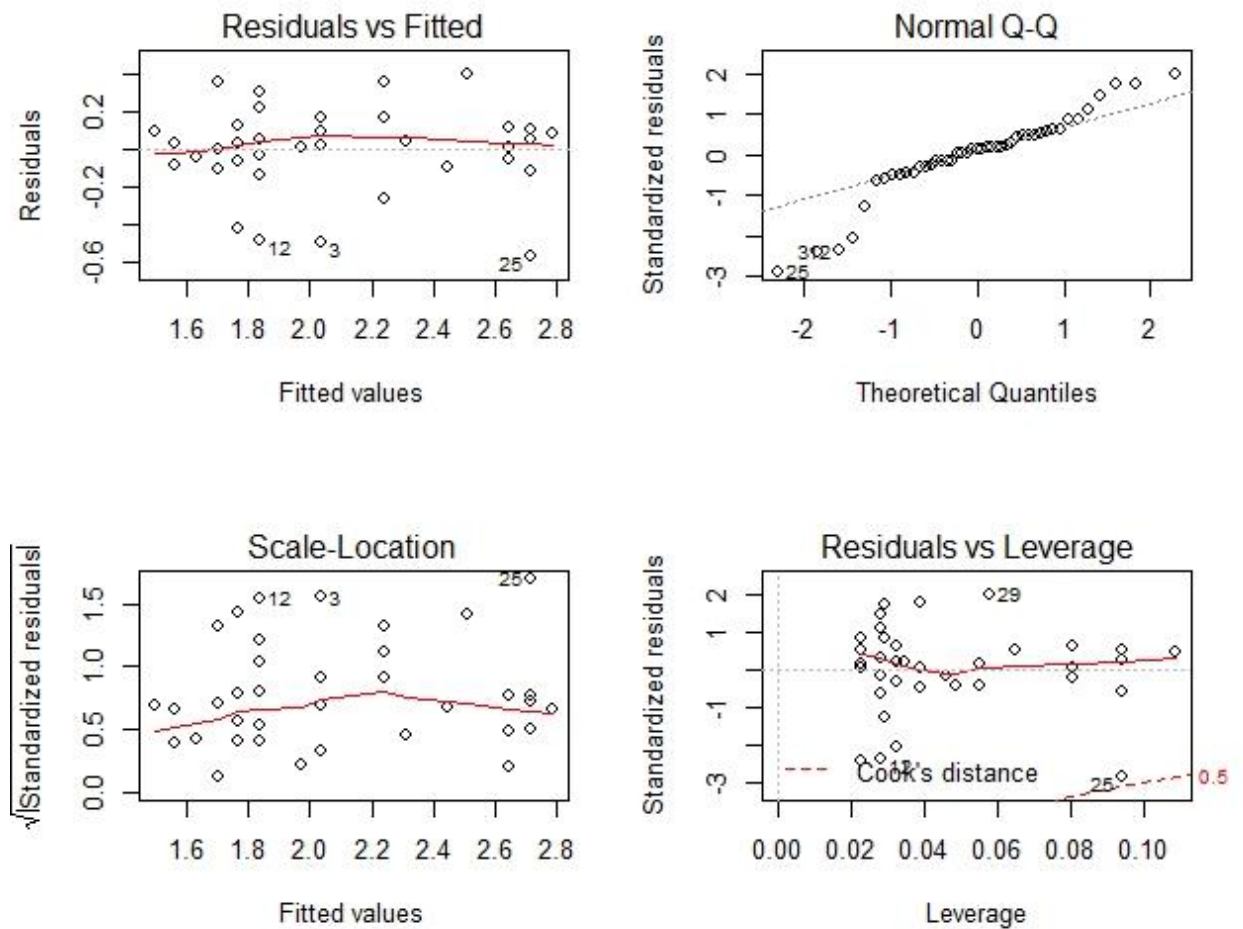 Residuals vs Fitted
Residuals
0.2
-0.2
-0.6
12
3
25
1.6 1.8 2.0 2.2 2.4 2.6 2.8
Fitted values
Normal Q-Q
Standardized residuals
2
1
0
-1
-3
312
25
-2 -1 0 1 2
Theoretical Quantiles
Scale-Location
√|Standardized residuals|
1.5
1.0
0.5
0.0
12
3
25
1.6 1.8 2.0 2.2 2.4 2.6 2.8
Fitted values
Residuals vs Leverage
Standardized residuals
2
1
-1
-3
29
12
Cook's distance
25
0.5
0.00 0.02 0.04 0.06 0.08 0.10
Leverage